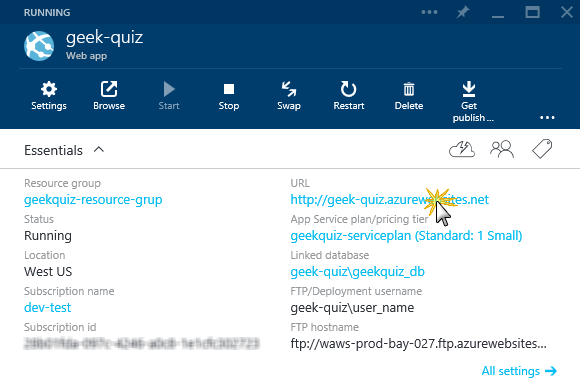 RUNNING
geek-quiz
Web app
Settings
Browse
Start
Stop
Swap
Restart
Delete
Get
publish ...
Essentials
Resource group
geekquiz-resource-grup
Status
Running
Location
West US
Subscription name
dev-test
Subscription id
URL
http://geek-quiz.azurewebsites.net
App Service plan/pricing tier
geekquiz-serviceplan (Standard: 1 Small)
Linked database
geek-quiz\geekquiz_db
FTP/Deployment username
geek-quiz\user_name
FTP hostname
ftp://waws-prod-bay-027.ftp.azurewebsites...
All settings